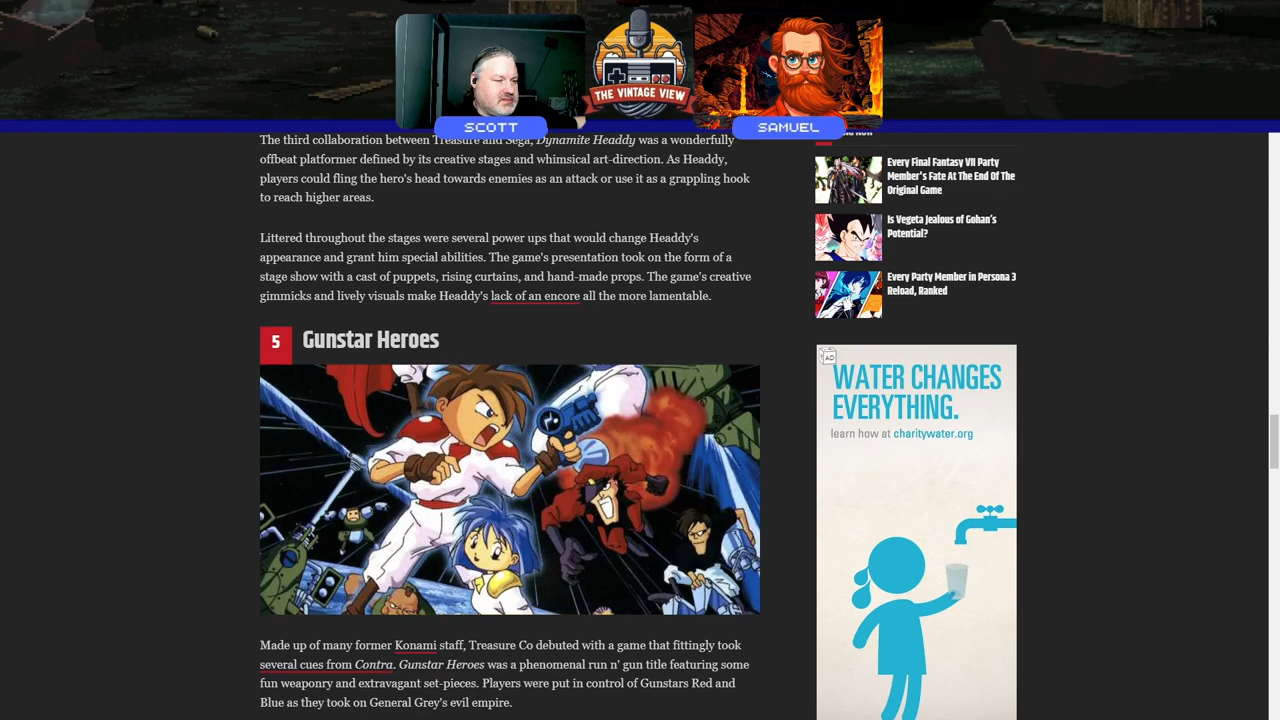 THE VINTAGE VIEW
SCOTT
SAMUEL
The third collaboration between Treasure and Sega, Dynamite Headdy was a wonderfully
offbeat platformer defined by its creative stages and whimsical art-direction. As Headdy,
players could fling the hero's head towards enemies as an attack or use it as a grappling hook
to reach higher areas.
Littered throughout the stages were several power ups that would change Headdy's
appearance and grant him special abilities. The game's presentation took on the form of a
stage show with a cast of puppets, rising curtains, and hand-made props. The game's creative
gimmicks and lively visuals make Headdy's lack of an encore all the more lamentable.
5 Gunstar Heroes
Made up of many former Konami staff, Treasure Co debuted with a game that fittingly took
several cues from Contra. Gunstar Heroes was a phenomenal run n' gun title featuring some
fun weaponry and extravagant set-pieces. Players were put in control of Gunstars Red and
Blue as they took on General Grey's evil empire.
Every Final Fantasy VII Party
Member's Fate At The End Of The
Original Game
Is Vegeta Jealous of Gohan's
Potential?
Every Party Member in Persona 3
Reload, Ranked
AD
WATER CHANGES
EVERYTHING.
learn how at charitywater.org